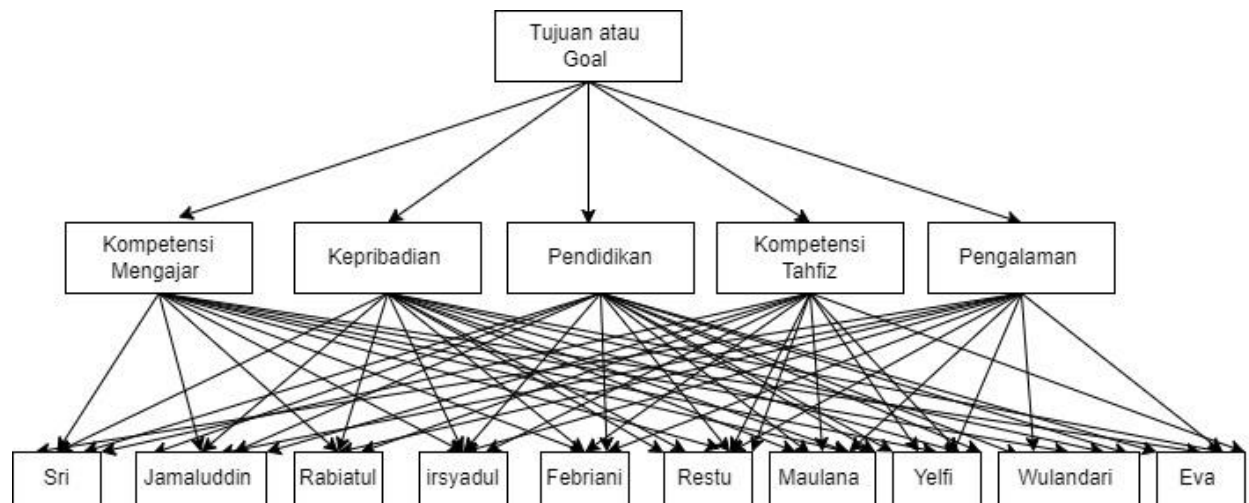 Tujuan atau
Goal
Kompetensi
Mengajar
Kepribadian
Pendidikan
Kompetensi
Tahfiz
Pengalaman
Sri
Jamaluddin
Rabiatul
irsyadul
Febriani
Restu
Maulana
Yelfi
Wulandari
Eva